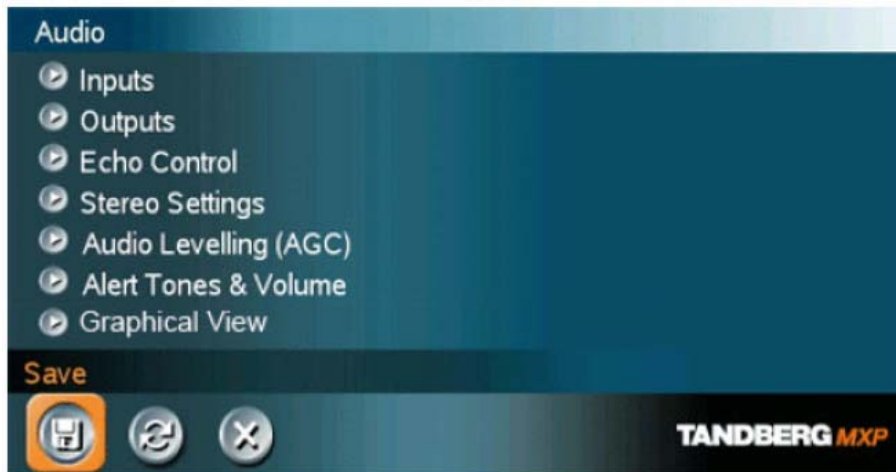 Audio
Inputs
Outputs
Echo Control
Stereo Settings
Audio Levelling (AGC)
Alert Tones & Volume
Graphical View
Save
TANDBERG MXP